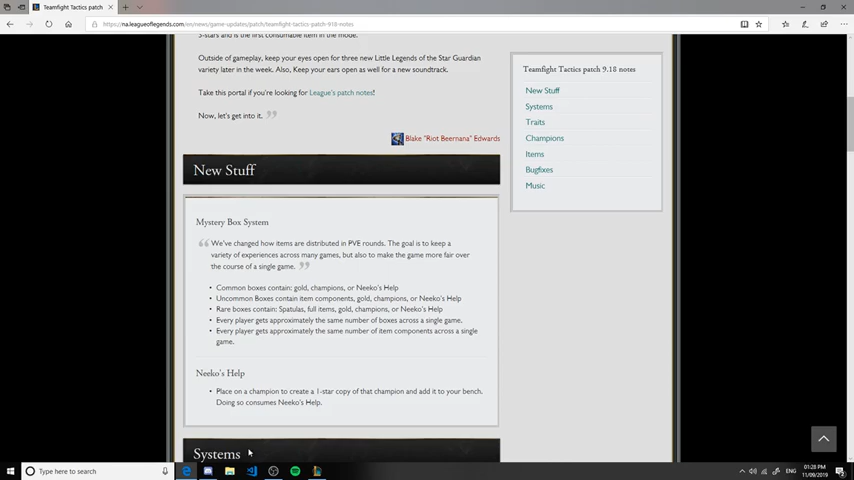 Teamfight Tactics patch
https://na.leagueoflegends.com/en/news/game-updates/patch/teamfight-tactics-patch-918-notes
3-stars and is the first consumable item in the mode.
Outside of gameplay, keep your eyes open for three new Little Legends of the Star Guardian
variety later in the week. Also, Keep your ears open as well for a new soundtrack.
Take this portal if you're looking for League's patch notes!
Now, let's get into it.
Blake "Riot Beernana" Edwards
Teamfight Tactics patch 9.18 notes
New Stuff
Systems
Traits
Champions
Items
Bugfixes
Music
New Stuff
Mystery Box System
We've changed how items are distributed in PVE rounds. The goal is to keep a
variety of experiences across many games, but also to make the game more fair over
the course of a single game.
• Common boxes contain: gold, champions, or Neeko's Help
• Uncommon Boxes contain item components, gold, champions, or Neeko's Help
• Rare boxes contain: Spatulas, full items, gold, champions, or Neeko's Help
• Every player gets approximately the same number of boxes across a single game.
• Every player gets approximately the same number of item components across a single
game.
Neeko's Help
• Place on a champion to create a 1-star copy of that champion and add it to your bench.
Doing so consumes Neeko's Help.
Systems
Type here to search
ENG
01:28 PM
11/09/2019